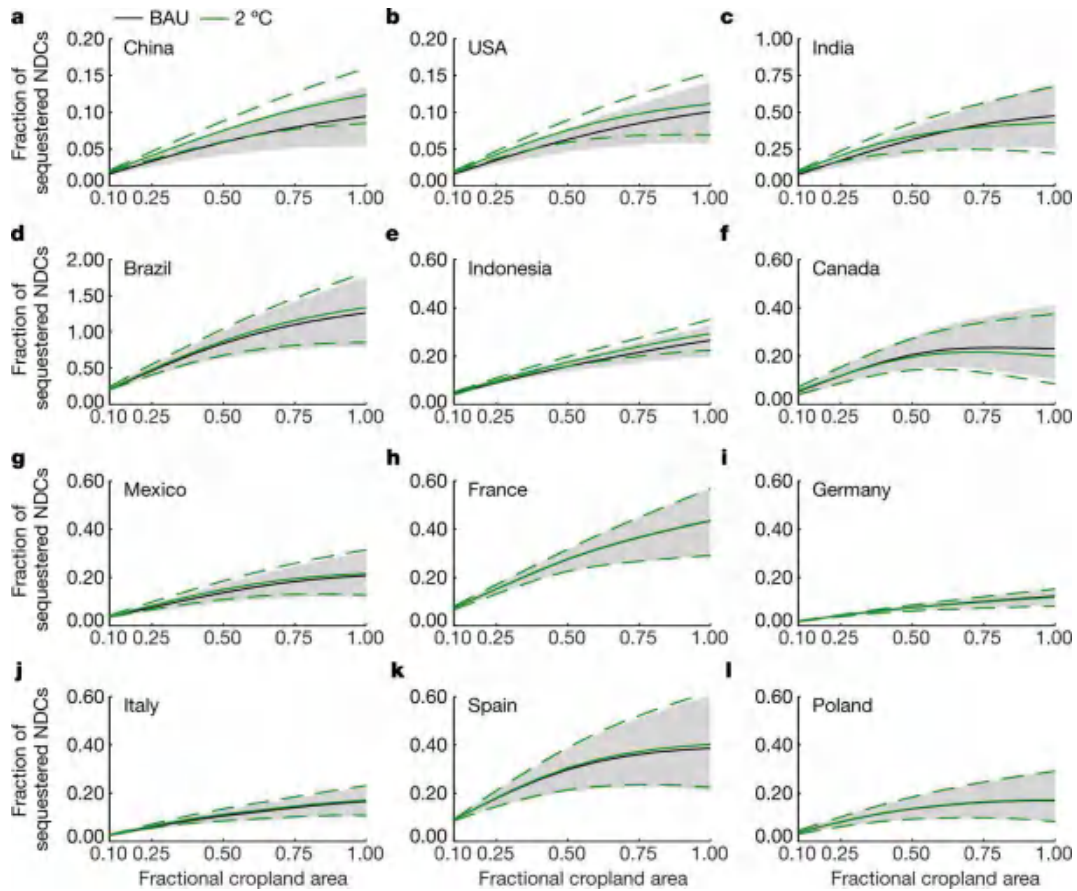 a — BAU — 2 ºC b c
0.20 China 0.20 USA 1.00 India
0.15 0.15 0.75
0.10 0.10 0.50
0.05 0.05 0.25
0.00 0.00 0.00
0.10 0.25 0.50 0.75 1.00 0.10 0.25 0.50 0.75 1.00 0.10 0.25 0.50 0.75 1.00
Fraction of
sequestered NDCs
d e f
2.00 Brazil 0.60 Indonesia 0.60 Canada
1.50 0.40 0.40
1.00 0.20 0.20
0.50 0.00 0.00
0.00
0.10 0.25 0.50 0.75 1.00 0.10 0.25 0.50 0.75 1.00 0.10 0.25 0.50 0.75 1.00
Fraction of
sequestered NDCs
g h i
0.60 Mexico 0.60 France 0.60 Germany
0.40 0.40 0.40
0.20 0.20 0.20
0.00 0.00 0.00
0.10 0.25 0.50 0.75 1.00 0.10 0.25 0.50 0.75 1.00 0.10 0.25 0.50 0.75 1.00
Fraction of
sequestered NDCs
j k l
0.60 Italy 0.60 Spain 0.60 Poland
0.40 0.40 0.40
0.20 0.20 0.20
0.00 0.00 0.00
0.10 0.25 0.50 0.75 1.00 0.10 0.25 0.50 0.75 1.00 0.10 0.25 0.50 0.75 1.00
Fraction of
sequestered NDCs
Fractional cropland area Fractional cropland area Fractional cropland area